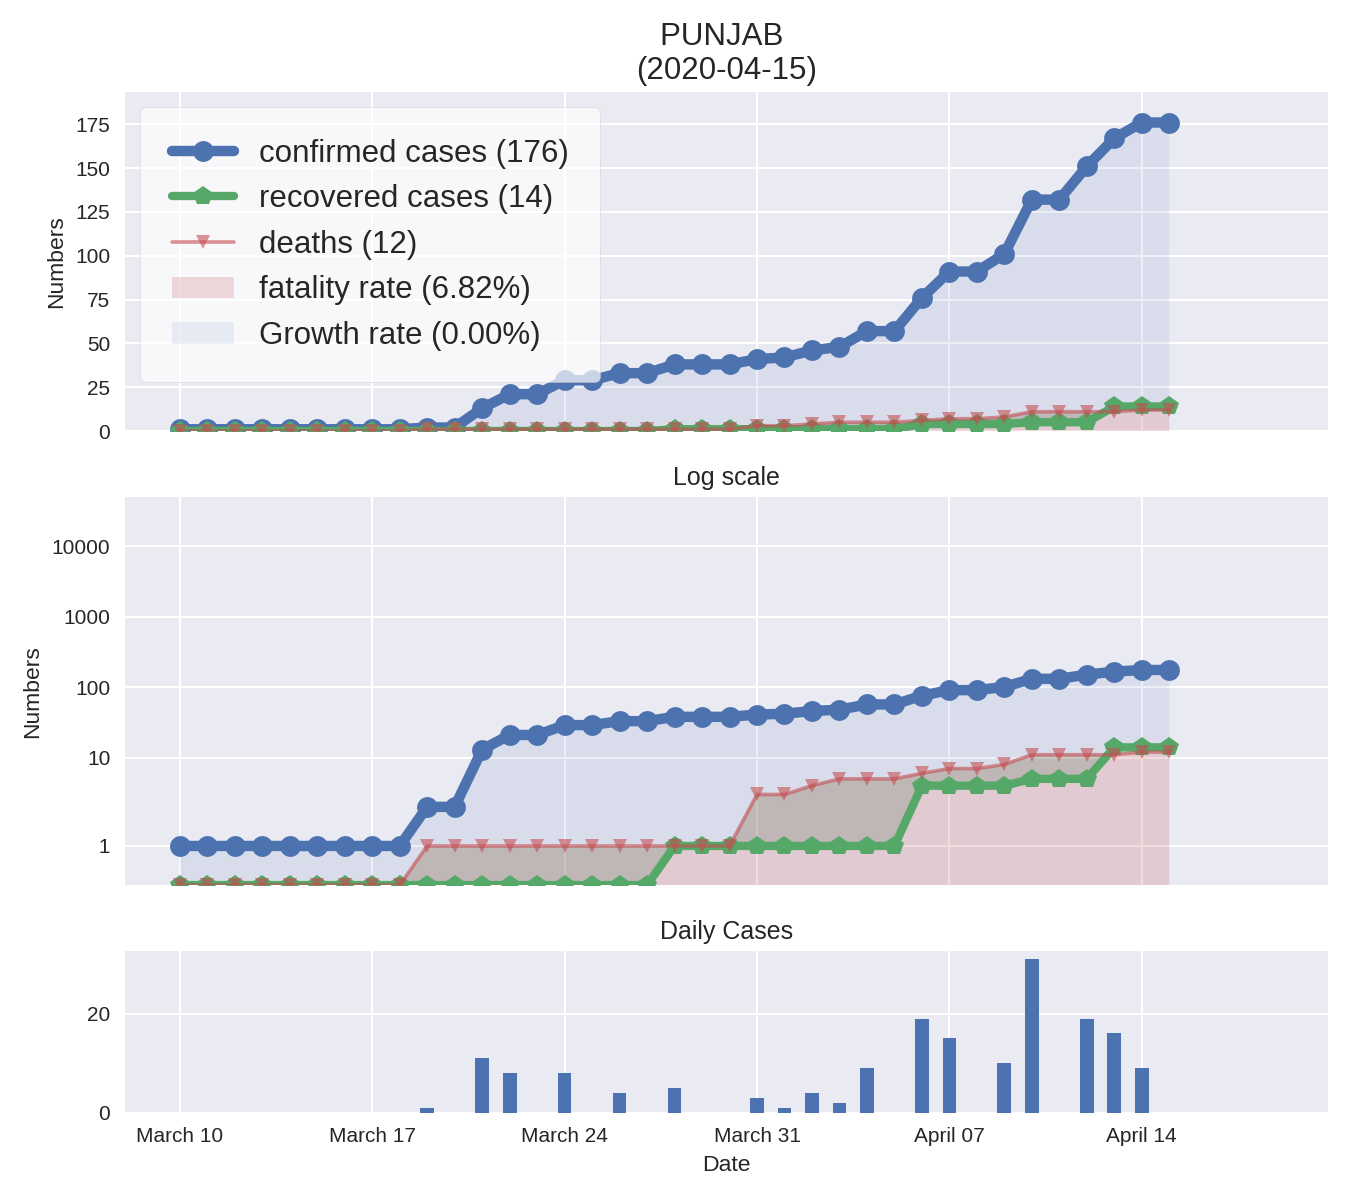 PUNJAB
(2020-04-15)
175
150
125
100
75
50
25
0
Numbers
confirmed cases (176)
recovered cases (14)
deaths (12)
fatality rate (6.82%)
Growth rate (0.00%)
Log scale
10000
1000
100
10
1
Numbers
Daily Cases
20
0
March 10 March 17 March 24 March 31 April 07 April 14
Date